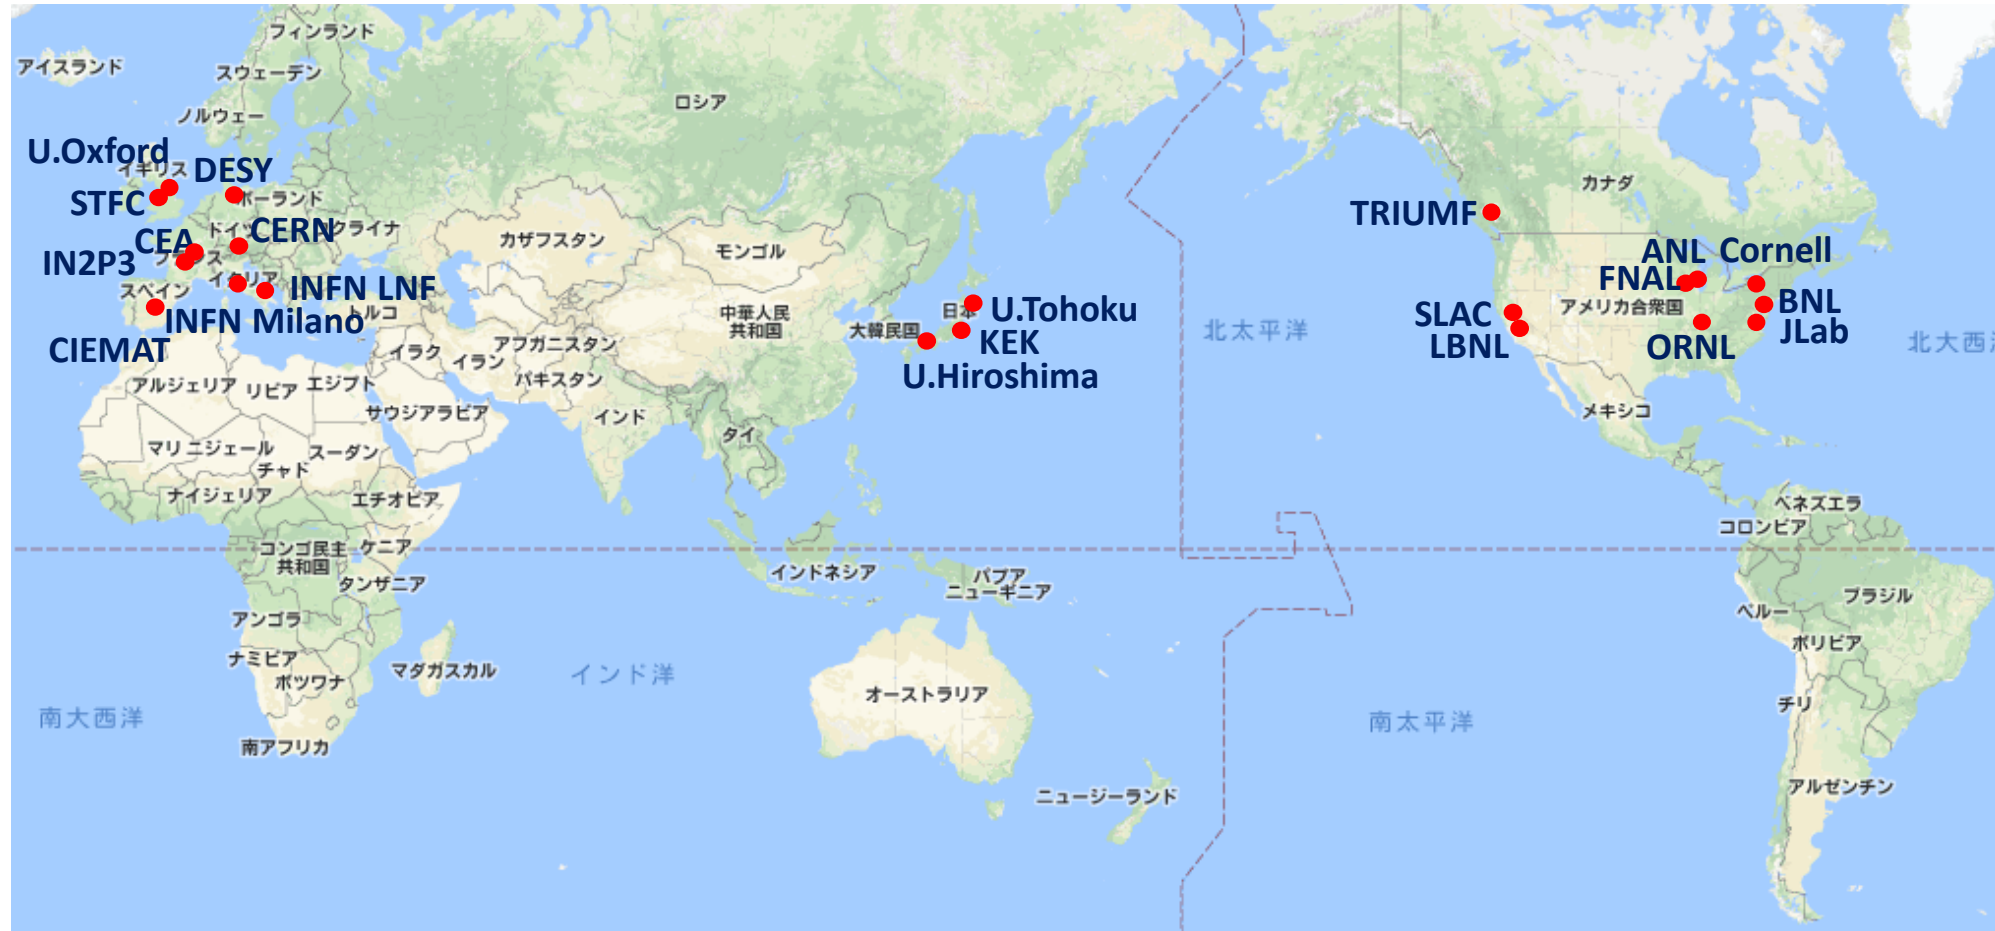 フィンランド
アイスランド
スウェーデン
ロシア
ノルウェー
U.Oxford
イギリス
DESY
ポーランド
STFC
カナダ
TRIUMF
CERN
ウクライナ
ドイツ
CEA
フランス
カザフスタン
モンゴル
ANL
Cornell
IN2P3
FNAL
イタリア
INFN LNF
スペイン
トルコ
INFN Milano
CIEMAT
中華人民
共和国
大韓民国
日本
U.Tohoku
KEK
U.Hiroshima
北太平洋
SLAC
LBNL
アメリカ合衆国
BNL
JLab
ORNL
北大西
イラク
イラン
アフガニスタン
パキスタン
アルジェリア
リビア
エジプト
サウジアラビア
インド
メキシコ
タイ
マリ
ニジェール
スーダン
チャド
ナイジェリア
エチオピア
ベネズエラ
コロンビア
コンゴ民主
共和国
ケニア
タンザニア
インドネシア
パプア
ニューギニア
ブラジル
ペルー
アンゴラ
ボリビア
ナミビア
ボツワナ
マダガスカル
インド洋
オーストラリア
チリ
南大西洋
南太平洋
南アフリカ
ニュージーランド
アルゼンチン